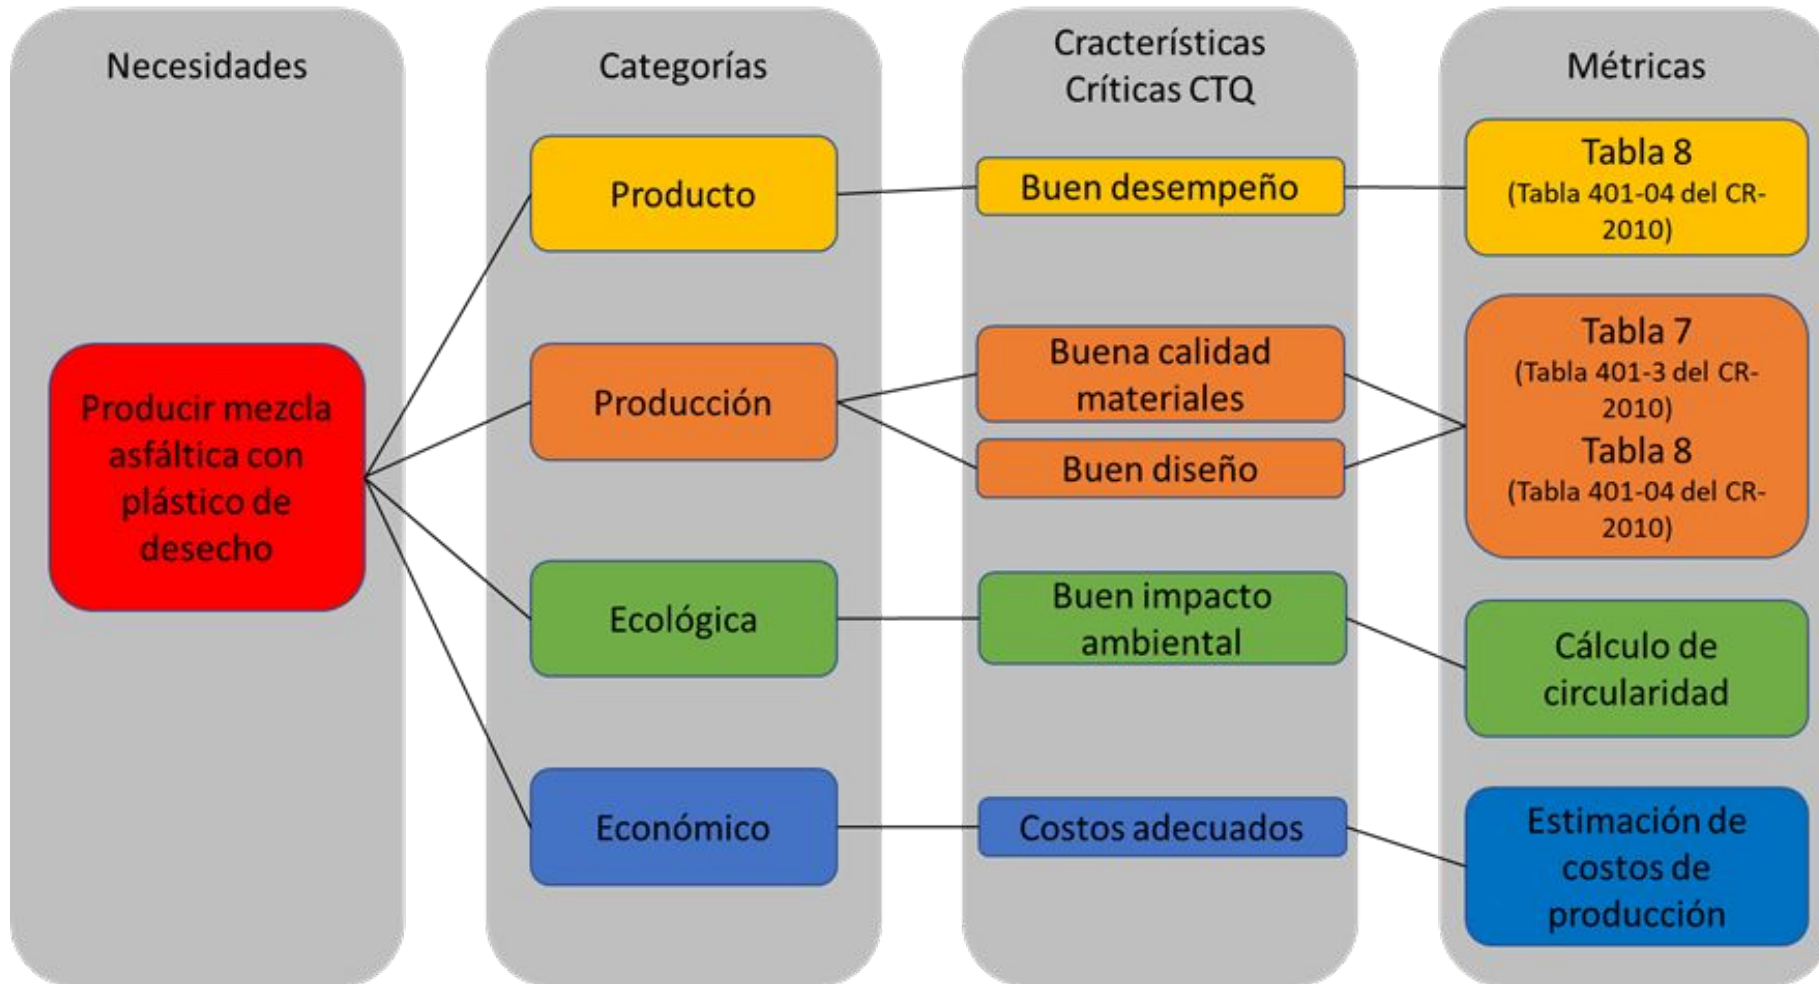 Necesidades
Producir mezcla
asfáltica con
plástico de
desecho
Categorías
Producto
Producción
Ecológica
Económico
Cracterísticas
Críticas CTQ
Buen desempeño
Buena calidad
materiales
Buen diseño
Buen impacto
ambiental
Costos adecuados
Métricas
Tabla 8
(Tabla 401-04 del CR-
2010)
Tabla 7
(Tabla 401-3 del CR-
2010)
Tabla 8
(Tabla 401-04 del CR-
2010)
Cálculo de
circularidad
Estimación de
costos de
producción